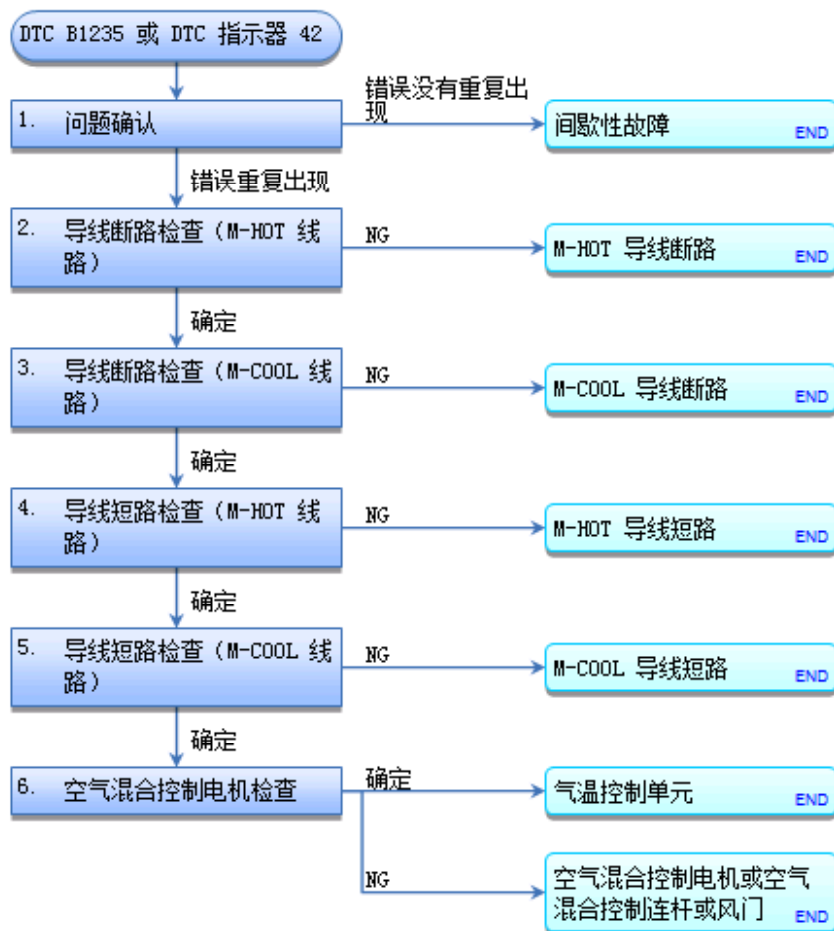 DTC B1235 或 DTC 指示器 42
错误没有重复出
现
1. 问题确认
间歇性故障
END
错误重复出现
2. 导线断路检查（M-HOT 线
路）
NG
M-HOT 导线断路
END
确定
3. 导线断路检查（M-COOL 线
路）
NG
M-COOL 导线断路
END
确定
4. 导线短路检查（M-HOT 线
路）
NG
M-HOT 导线短路
END
确定
5. 导线短路检查（M-COOL 线
路）
NG
M-COOL 导线短路
END
确定
6. 空气混合控制电机检查
确定
气温控制单元
END
NG
空气混合控制电机或空气
混合控制连杆或风门
END